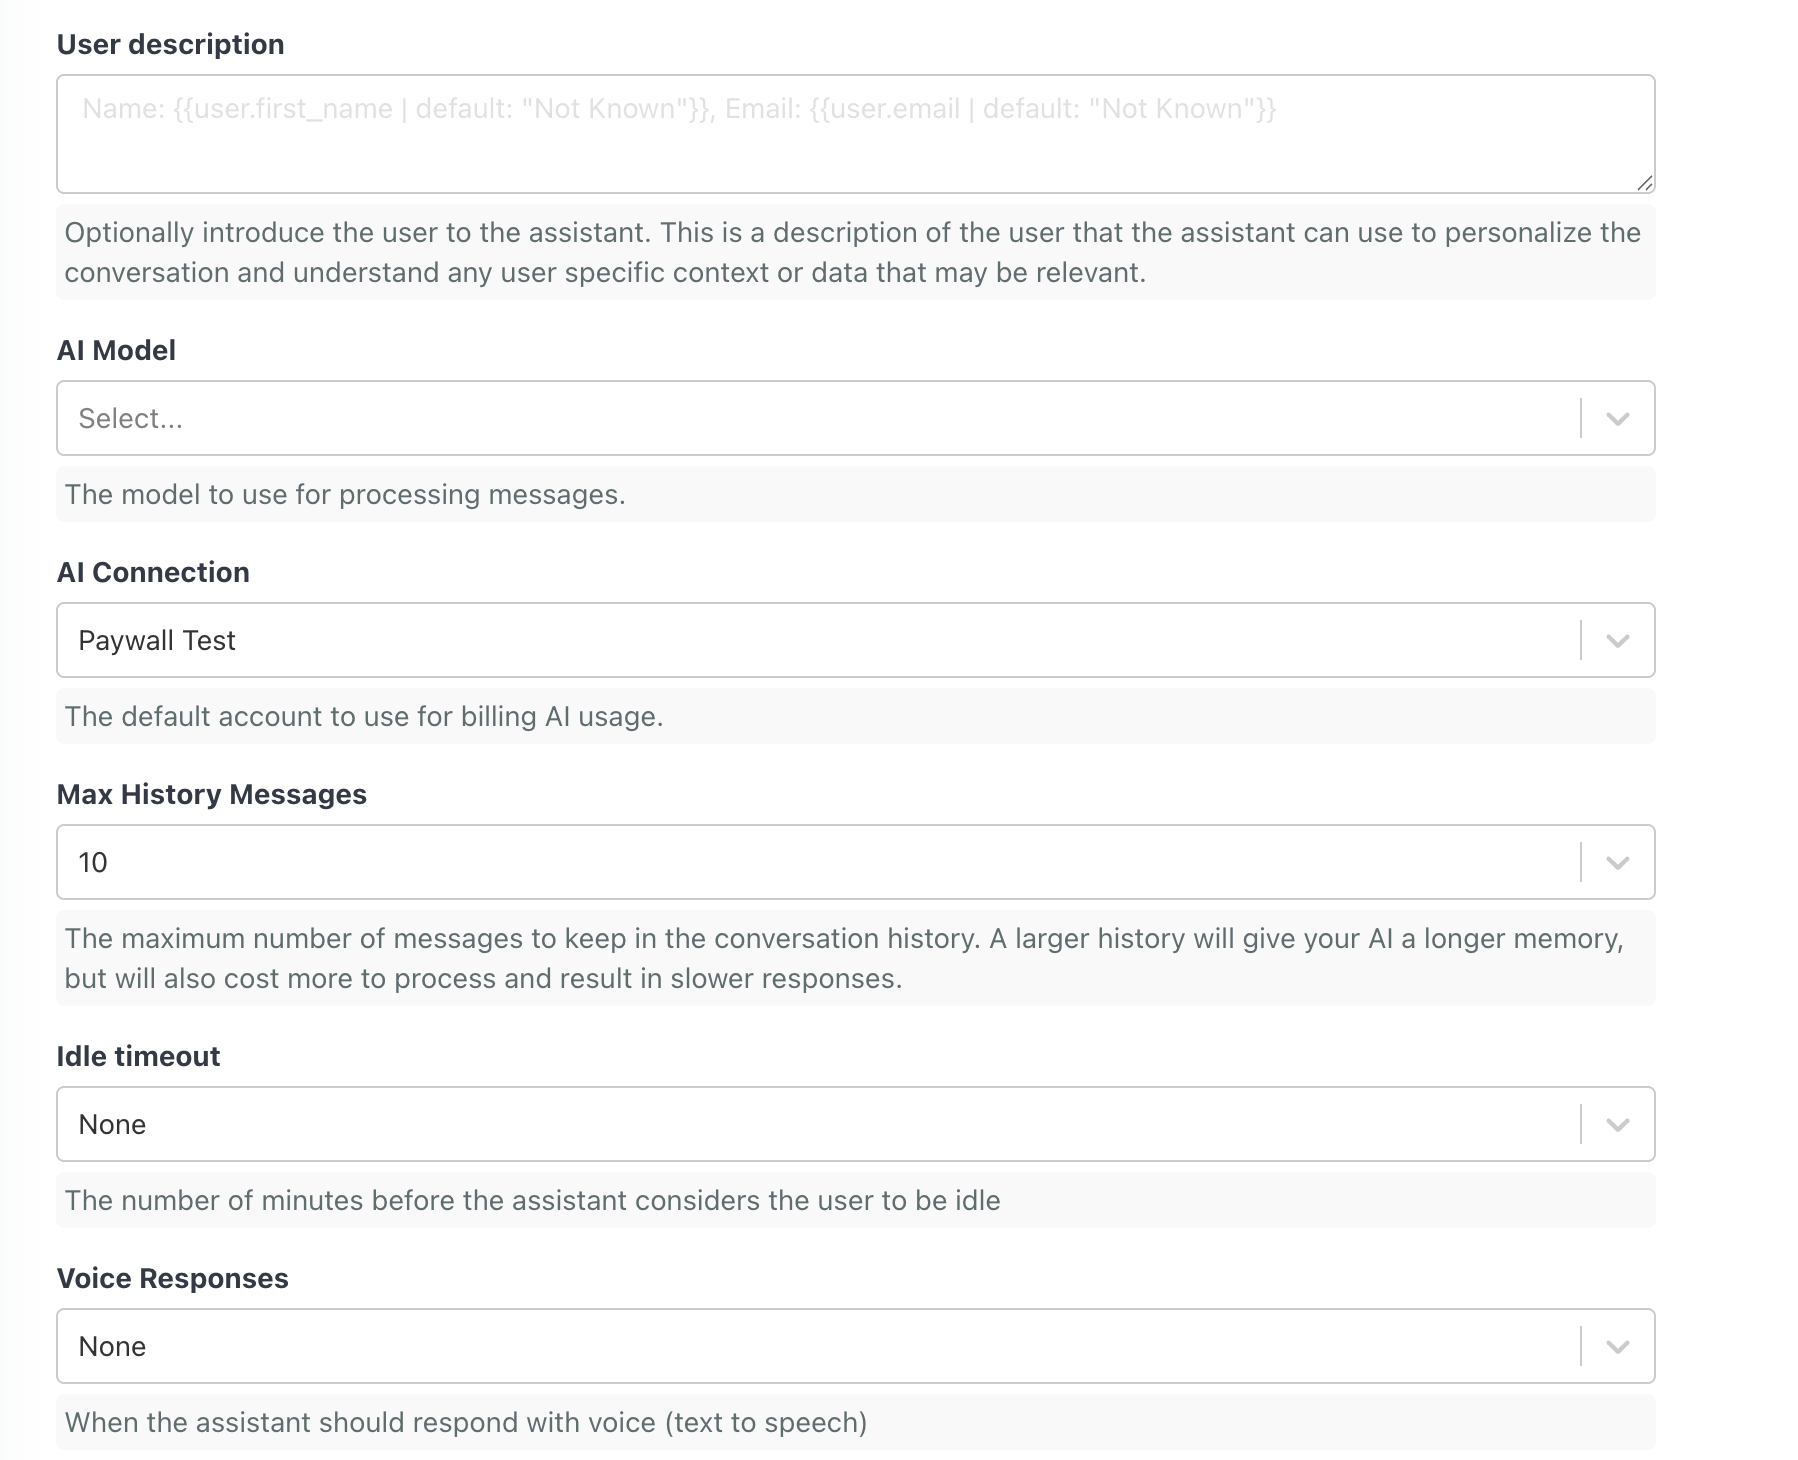 User description
Name: {{user.first_name | default: "Not Known"}}, Email: {{user.email | default: "Not Known"}}
Optionally introduce the user to the assistant. This is a description of the user that the assistant can use to personalize the
conversation and understand any user specific context or data that may be relevant.
AI Model
Select...
The model to use for processing messages.
AI Connection
Paywall Test
The default account to use for billing AI usage.
Max History Messages
10
The maximum number of messages to keep in the conversation history. A larger history will give your AI a longer memory,
but will also cost more to process and result in slower responses.
Idle timeout
None
The number of minutes before the assistant considers the user to be idle
Voice Responses
None
When the assistant should respond with voice (text to speech)